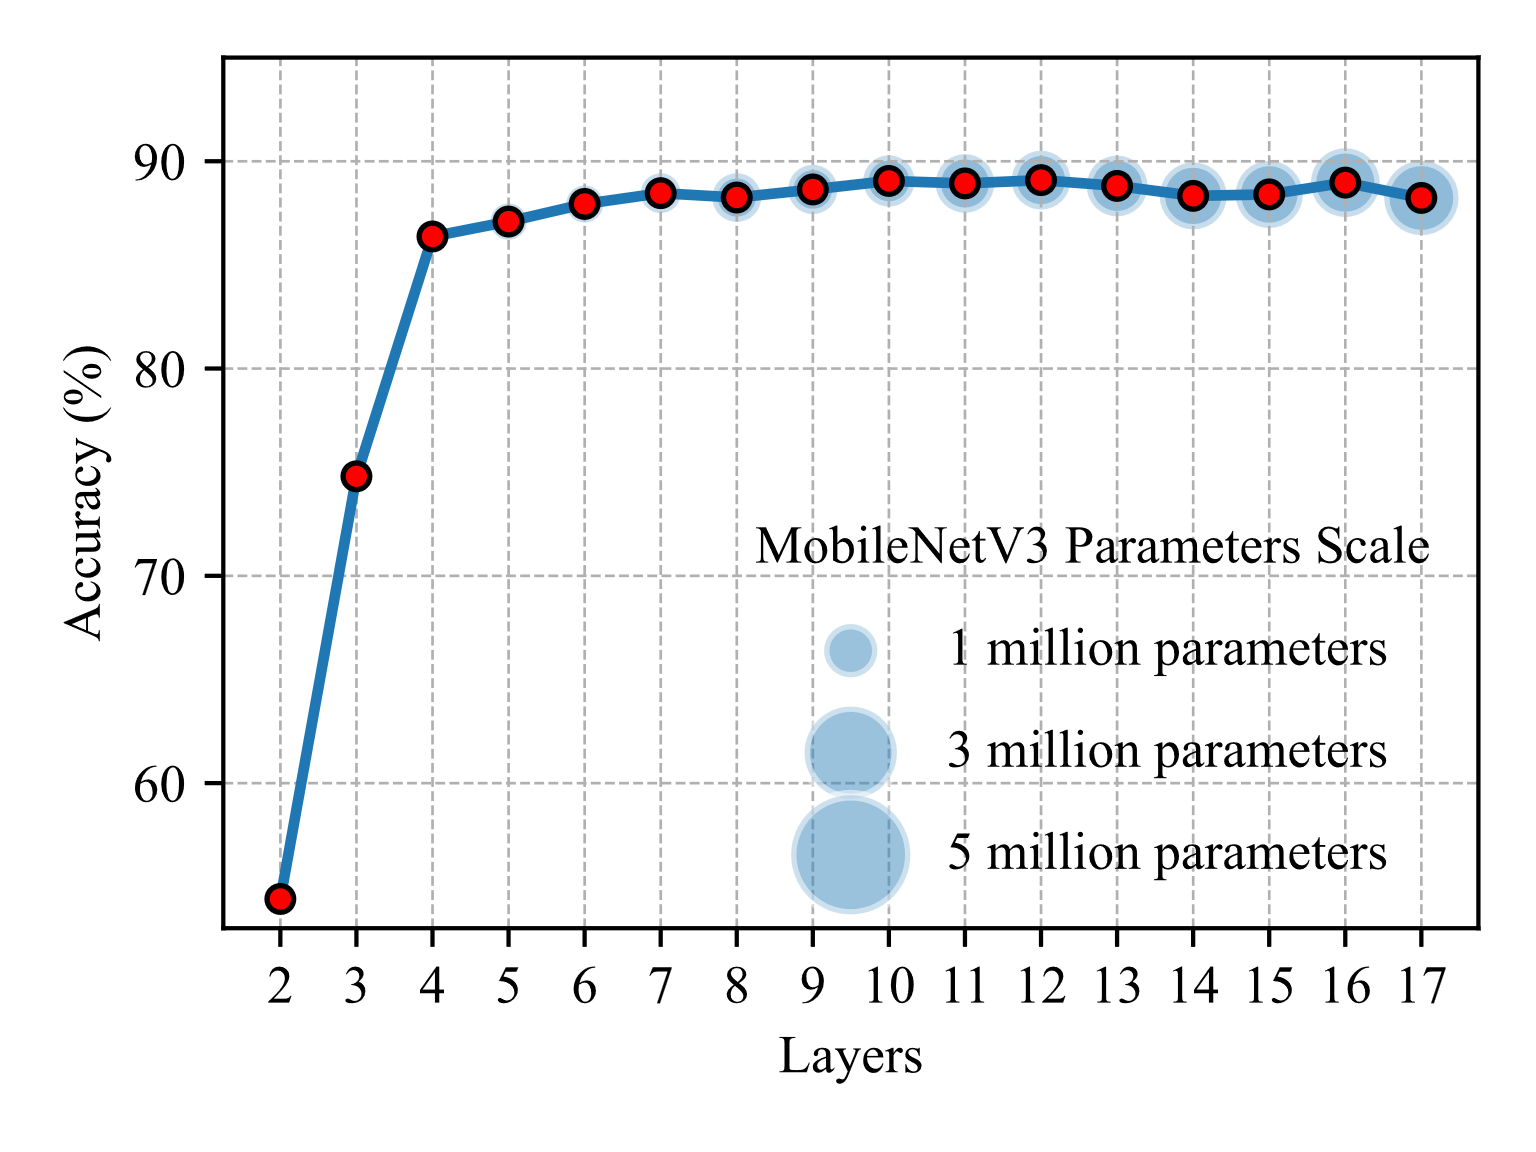 90
80
70
60
Accuracy (%)
MobileNetV3 Parameters Scale
1 million parameters
3 million parameters
5 million parameters
2 3 4 5 6 7 8 9 10 11 12 13 14 15 16 17
Layers